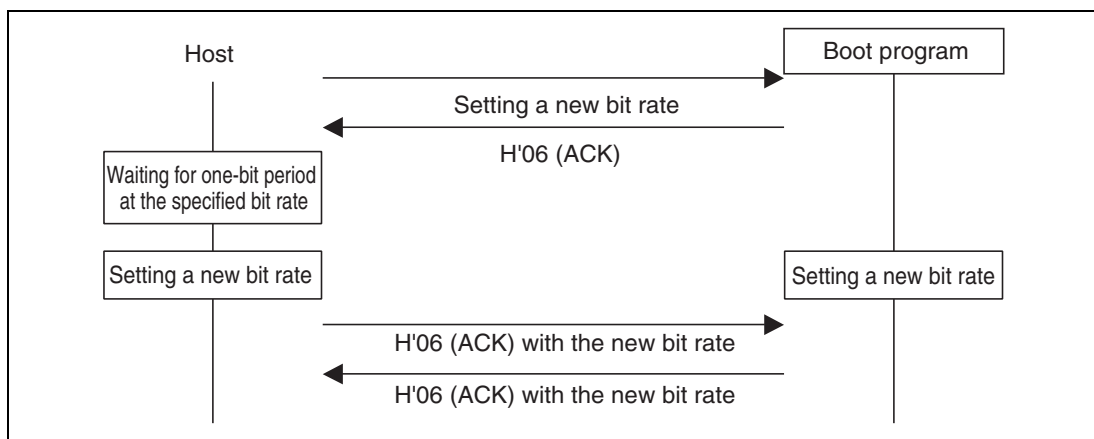 Host
Boot program
Setting a new bit rate
H'06 (ACK)
Waiting for one-bit period
at the specified bit rate
Setting a new bit rate
Setting a new bit rate
H'06 (ACK) with the new bit rate
H'06 (ACK) with the new bit rate